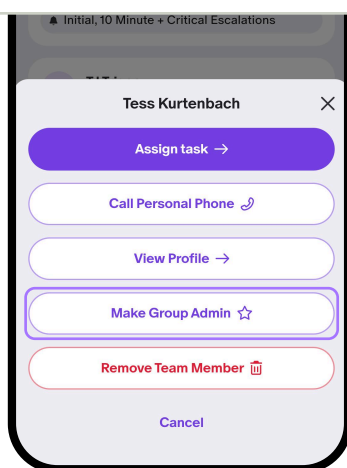 Initial, 10 Minute + Critical Escalations
Tess Kurtenbach
Assign task
Call Personal Phone
View Profile
Make Group Admin
Remove Team Member
Cancel